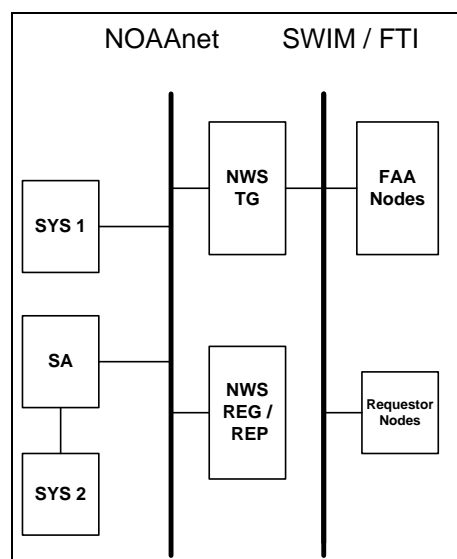 NOAAnet SWIM / FTI
NWS
TG
FAA
Nodes
SYS 1
SA
NWS
REG /
REP
Requestor
Nodes
SYS 2